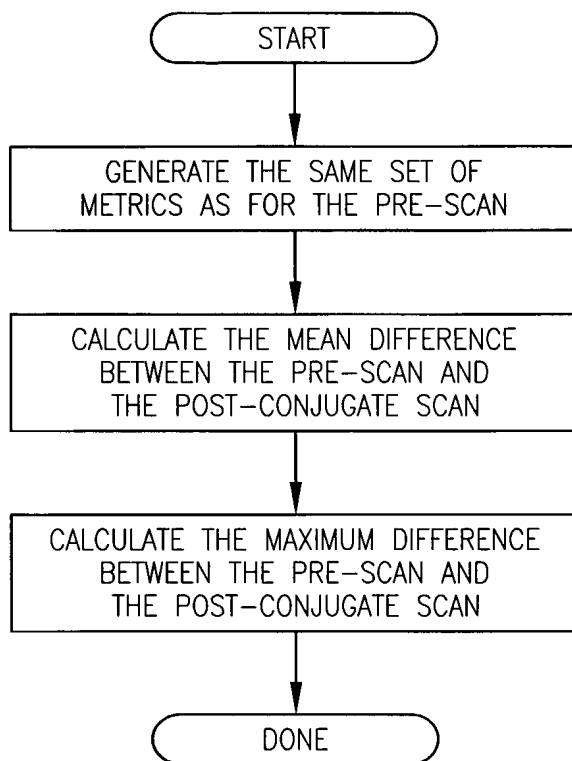 START
GENERATE THE SAME SET OF
METRICS AS FOR THE PRE-SCAN
CALCULATE THE MEAN DIFFERENCE
BETWEEN THE PRE-SCAN AND
THE POST-CONJUGATE SCAN
CALCULATE THE MAXIMUM DIFFERENCE
BETWEEN THE PRE-SCAN AND
THE POST-CONJUGATE SCAN
DONE